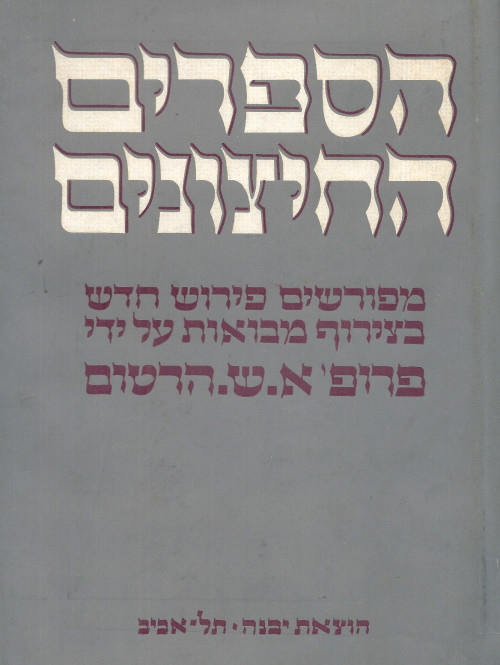 הספרים
החיצונים
מפורשים פירוש חדש
בצירוף מבואות על ידי
פרופ' א.ש.הרטום
הוצאת יבנה · תל-אביב